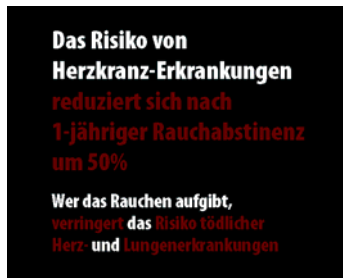 Das Risiko von
Herzkranz-Erkrankungen
reduziert sich nach
1-jähriger Rauchabstinenz
um 50%
Wer das Rauchen aufgibt,
verringert das Risiko tödlicher
Herz- und Lungenerkrankungen